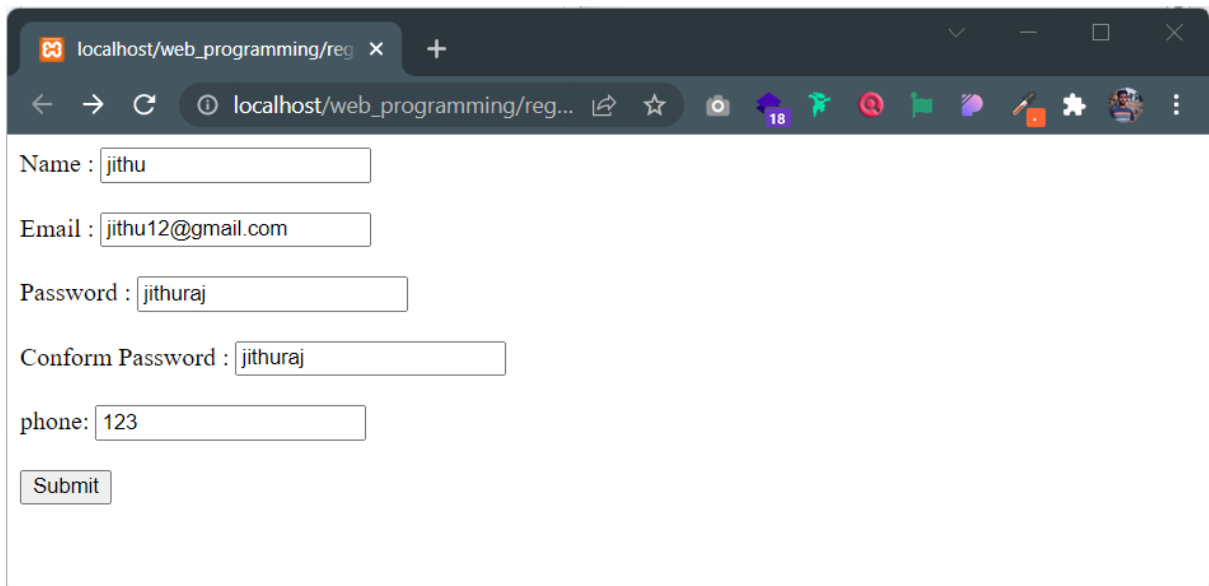 localhost/web_programming/reg
localhost/web_programming/reg...
18
Name : jithu
Email : jithu12@gmail.com
Password : jithuraj
Conform Password : jithuraj
phone: 123
Submit